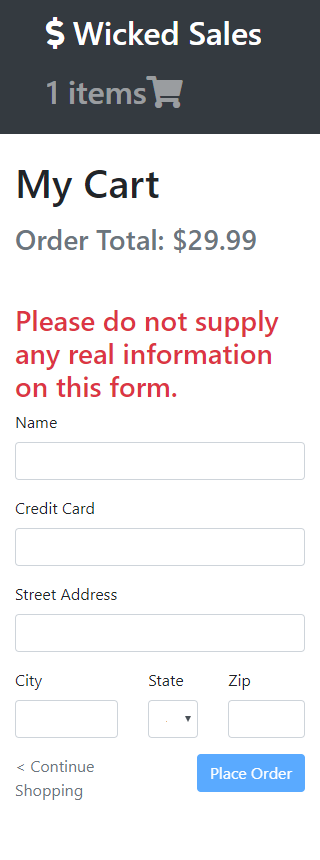 $ Wicked Sales
1 items
My Cart
Order Total: $29.99
Please do not supply
any real information
on this form.
Name
Credit Card
Street Address
City State Zip
< Continue
Shopping
Place Order